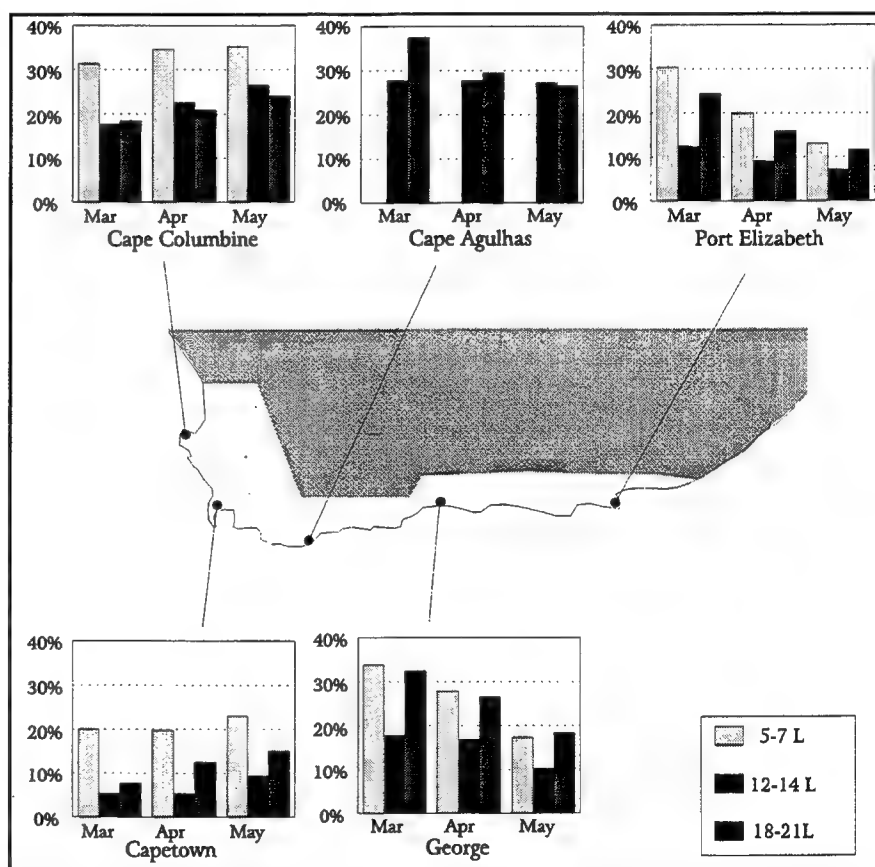 40%
30%
20%
10%
0%
Mar Apr May
Cape Columbine
40%
30%
20%
10%
0%
Mar Apr May
Cape Agulhas
40%
30%
20%
10%
0%
Mar Apr May
Port Elizabeth
40%
30%
20%
10%
0%
Mar Apr May
Capetown
40%
30%
20%
10%
0%
Mar Apr May
George
5-7 L
12-14 L
18-21L